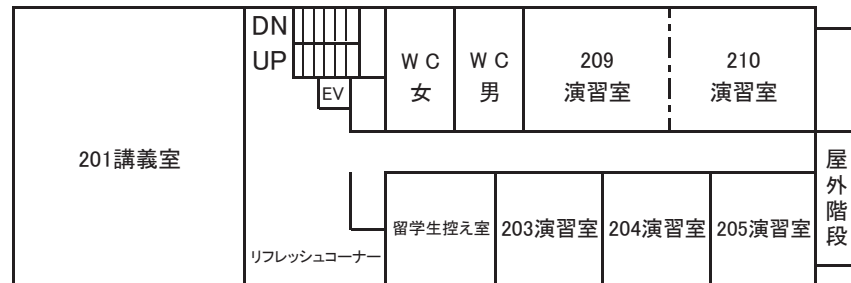 DN
UP
EV
W C
女
W C
男
209
演習室
210
演習室
201講義室
屋
外
階
段
留学生控え室
203演習室
204演習室
205演習室
リフレッシュコーナー